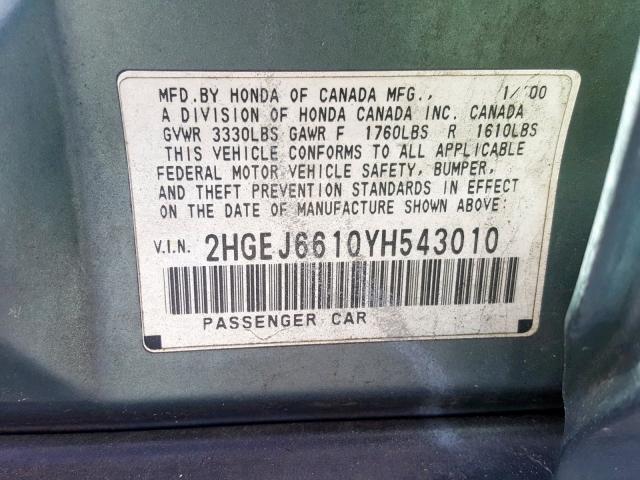 MFD.BY HONDA OF CANADA MFG., 1/00
A DIVISION OF HONDA CANADA INC. CANADA
GVWR 3330LBS GAWR F 1760LBS R 1610LBS
THIS VEHICLE CONFORMS TO ALL APPLICABLE
FEDERAL MOTOR VEHICLE SAFETY, BUMPER,
AND THEFT PREVENTION STANDARDS IN EFFECT
ON THE DATE OF MANUFACTURE SHOWN ABOVE:
V.I.N. 2HGEJ6610YH543010
PASSENGER CAR